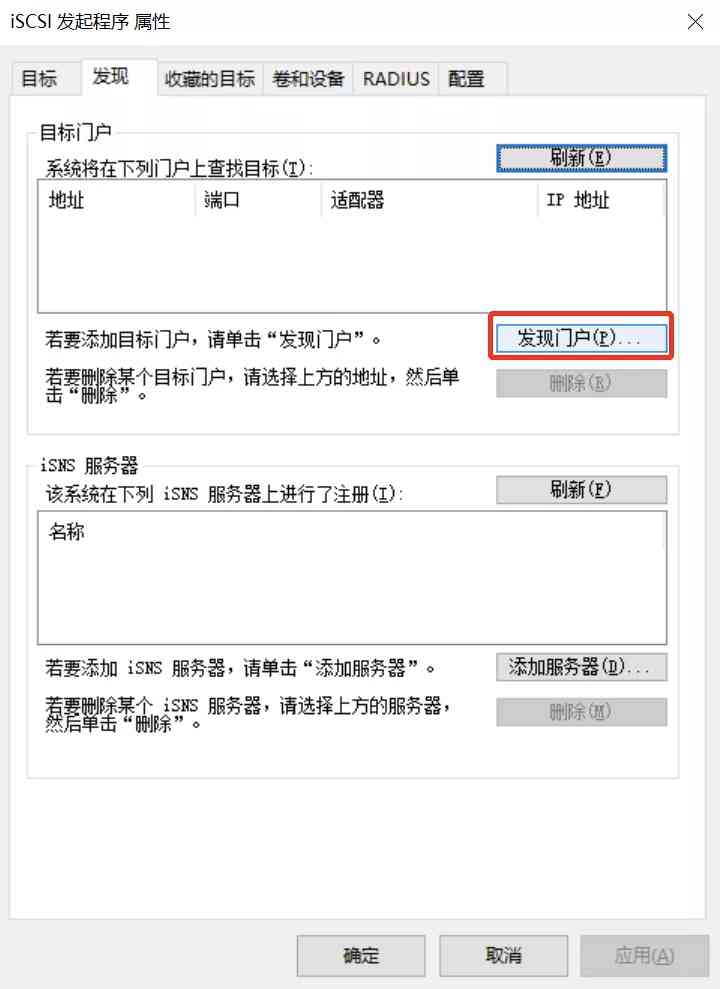 iSCSI 发起程序 属性
目标 发现 收藏的目标 卷和设备 RADIUS 配置
目标门户
系统将在下列门户上查找目标(T): 刷新(E)
地址 端口 适配器 IP 地址
若要添加目标门户，请单击“发现门户”。 发现门户(P)...
若要删除某个目标门户，请选择上方的地址，然后单
击“删除”。 删除(R)
iSNS 服务器
该系统在下列 iSNS 服务器上进行了注册(I): 刷新(F)
名称
若要添加 iSNS 服务器，请单击“添加服务器”。 添加服务器(D)...
若要删除某个 iSNS 服务器，请选择上方的服务器，
然后单击“删除”。 删除(M)
确定 取消 应用(A)